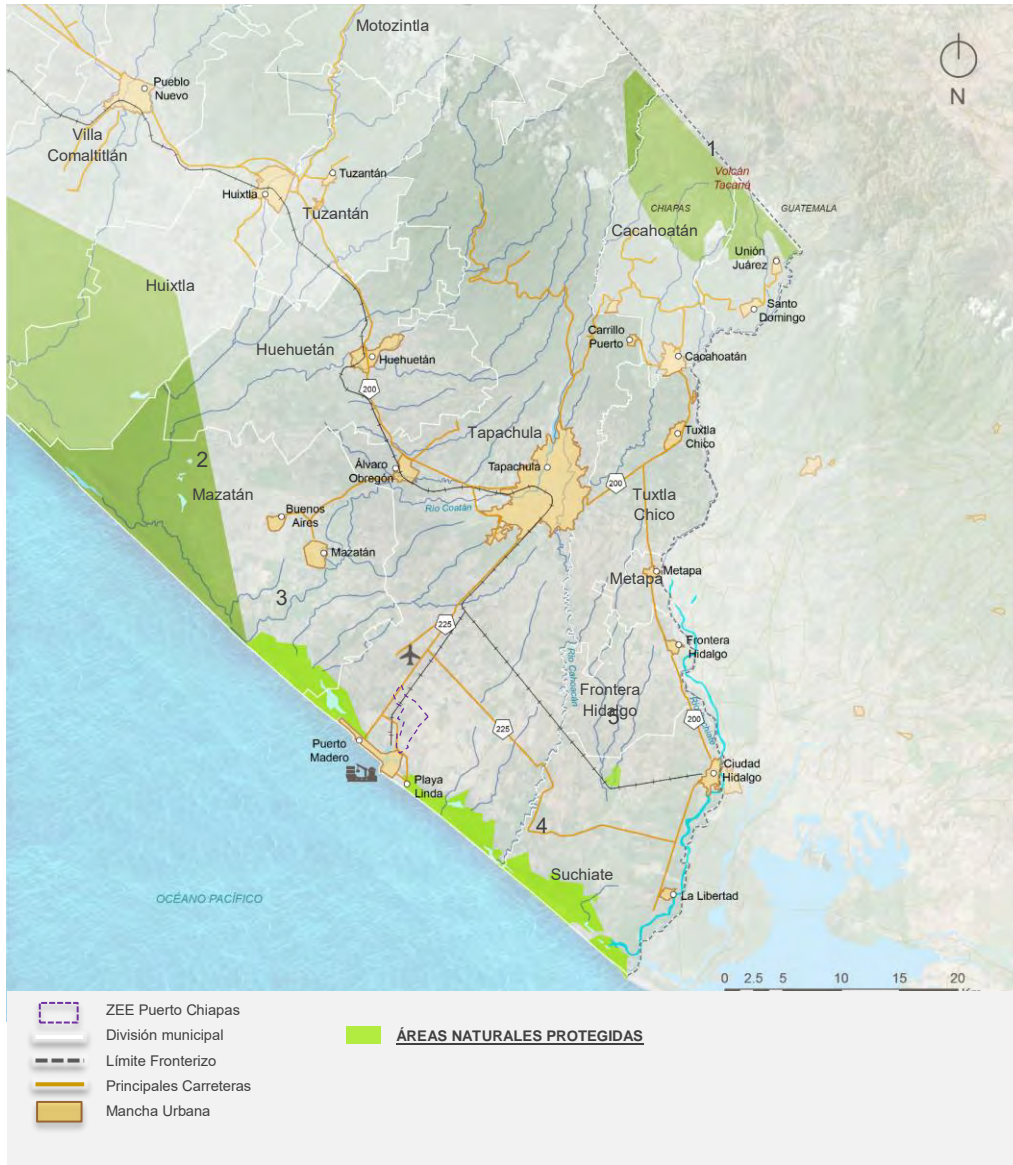 Motozintla
N
Pueblo
Nuevo
Villa
Comaltitlán
1
Volcán
Tacaná
Tuzantán
Huixtla
Tuzantán
CHIAPAS
GUATEMALA
Cacahoatán
Unión
Juárez
Huixtla
Santo
Domingo
Carrillo
Puerto
Huehuetán
Huehuetán
Cacahoatán
200
Tapachula
Tuxtla
Chico
2
Álvaro
Obregón
Tapachula
200
Mazatán
Tuxtla
Chico
Buenos
Aires
Río Coatán
Mazatán
Metapa
Metapa
3
225
Frontera
Hidalgo
Río Cahoacán
Frontera
Hidalgo
5
200
225
Puerto
Madero
Ciudad
Hidalgo
Playa
Linda
4
Suchiate
La Libertad
OCÉANO PACÍFICO
0 2.5 5 10 15 20
ZEE Puerto Chiapas
División municipal
ÁREAS NATURALES PROTEGIDAS
Límite Fronterizo
Principales Carreteras
Mancha Urbana